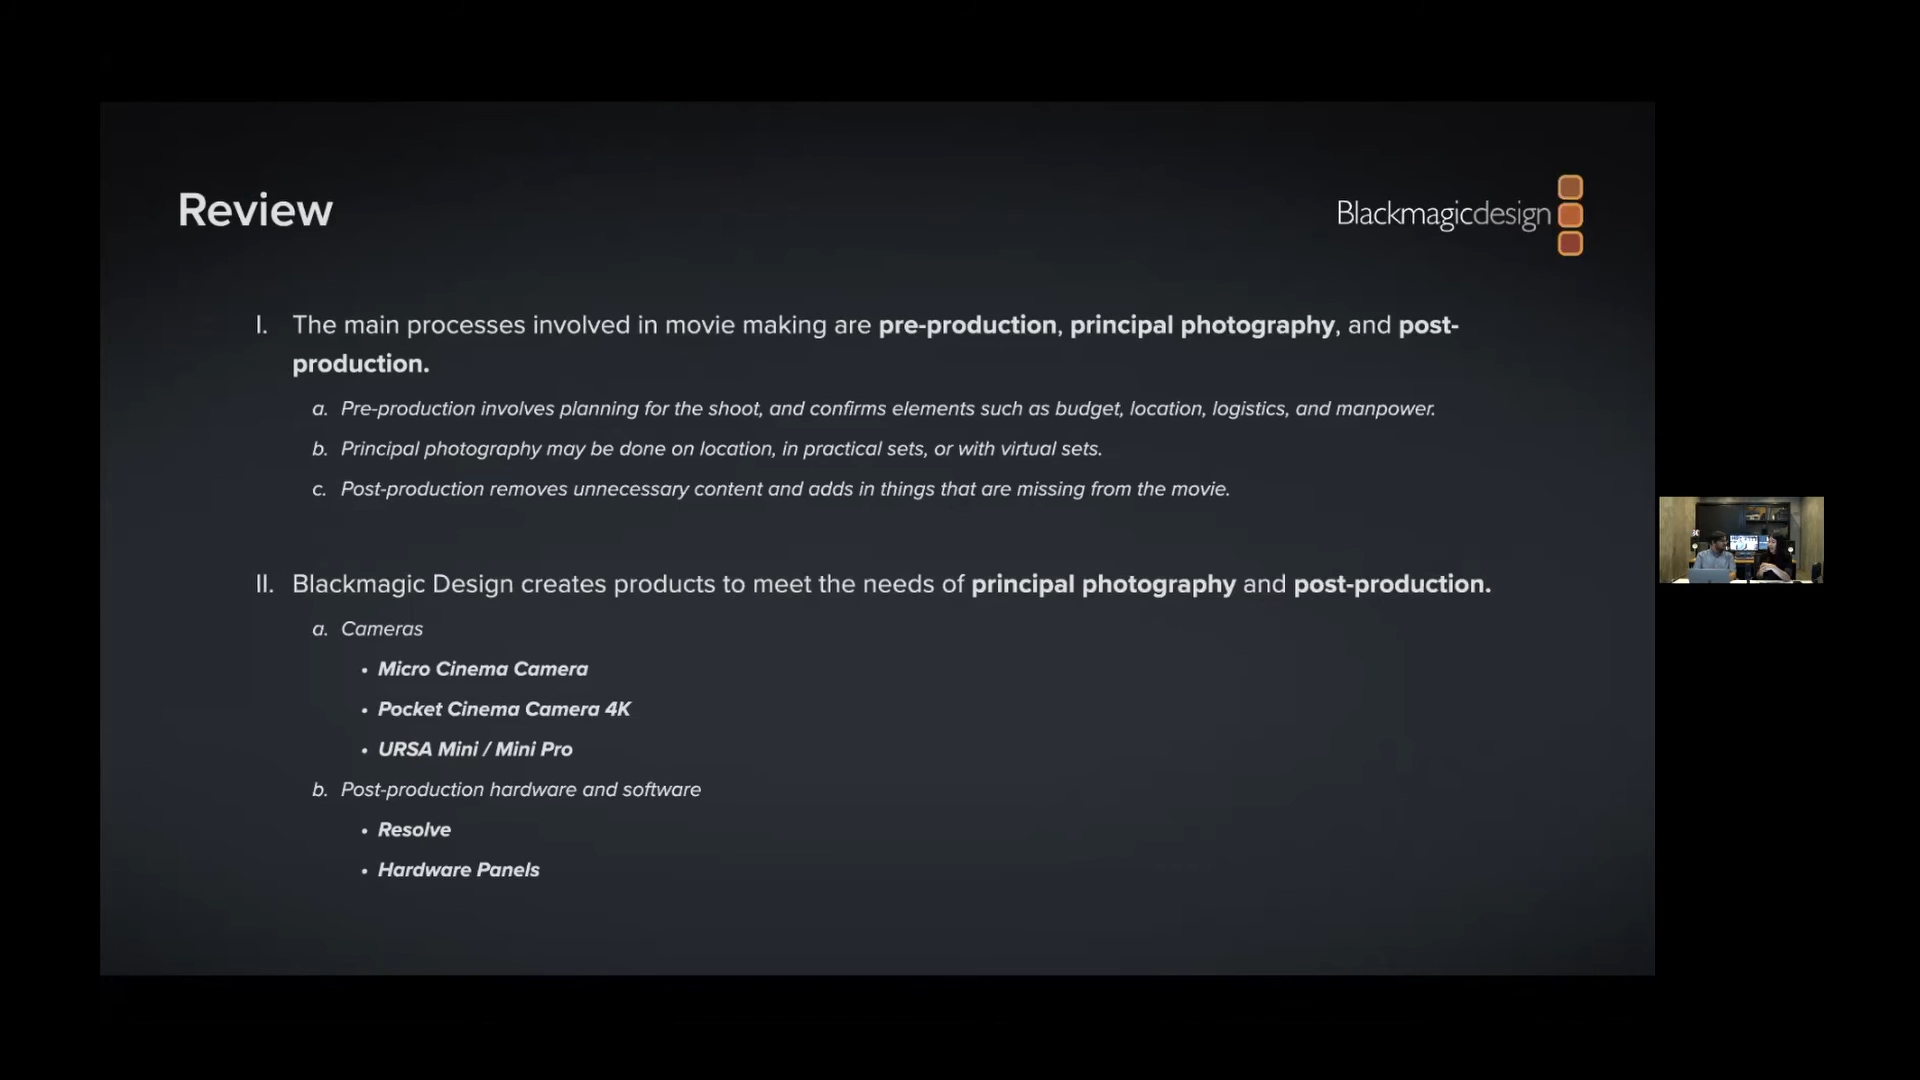 Review
Blackmagicdesign
I. The main processes involved in movie making are pre-production, principal photography, and post-
production.
a. Pre-production involves planning for the shoot, and confirms elements such as budget, location, logistics, and manpower.
b. Principal photography may be done on location, in practical sets, or with virtual sets.
c. Post-production removes unnecessary content and adds in things that are missing from the movie.
II. Blackmagic Design creates products to meet the needs of principal photography and post-production.
a. Cameras
• Micro Cinema Camera
• Pocket Cinema Camera 4K
• URSA Mini / Mini Pro
b. Post-production hardware and software
• Resolve
• Hardware Panels